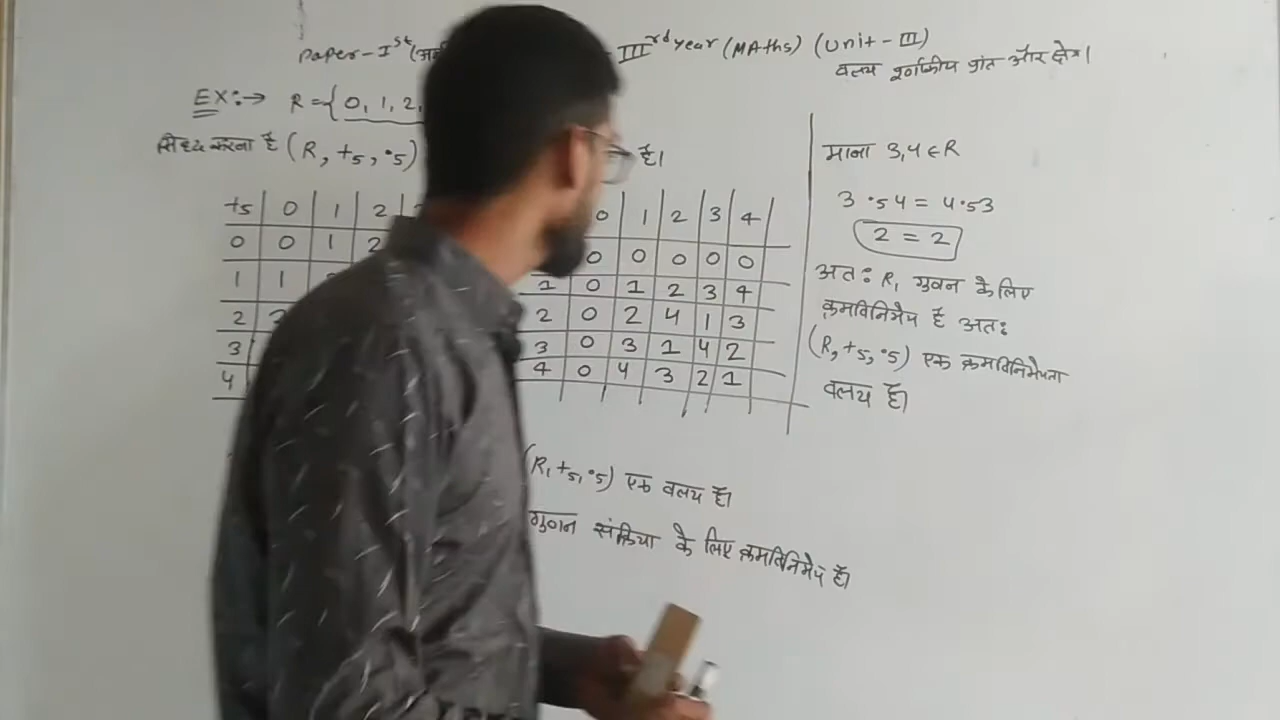 Paper-Ist (
IIIrd year (MAths) (Unit-III)
वलय पूर्णांकीय प्रांत और क्षेत्र।
EX:→ R={0, 1, 2,
सिध्द करना है (R, +5, •5) है।
+5 | 0 | 1 | 2
0 | 0 | 1 | 2
1 | 1
2
3
4
0 | 1 | 2 | 3 | 4
0 | 0 | 0 | 0 | 0
1 | 0 | 1 | 2 | 3 | 4
2 | 0 | 2 | 4 | 1 | 3
3 | 0 | 3 | 1 | 4 | 2
4 | 0 | 4 | 3 | 2 | 1
(R, +5, •5) एक वलय है।
गुणन संक्रिया के लिए क्रमविनिमेय है।
माना 3,4 ∈ R
3 •5 4 = 4 •5 3
2 = 2
अतः R, गुणन के लिए
क्रमविनिमेय है अतः
(R, +5, •5) एक क्रमविनिमेयता
वलय है।